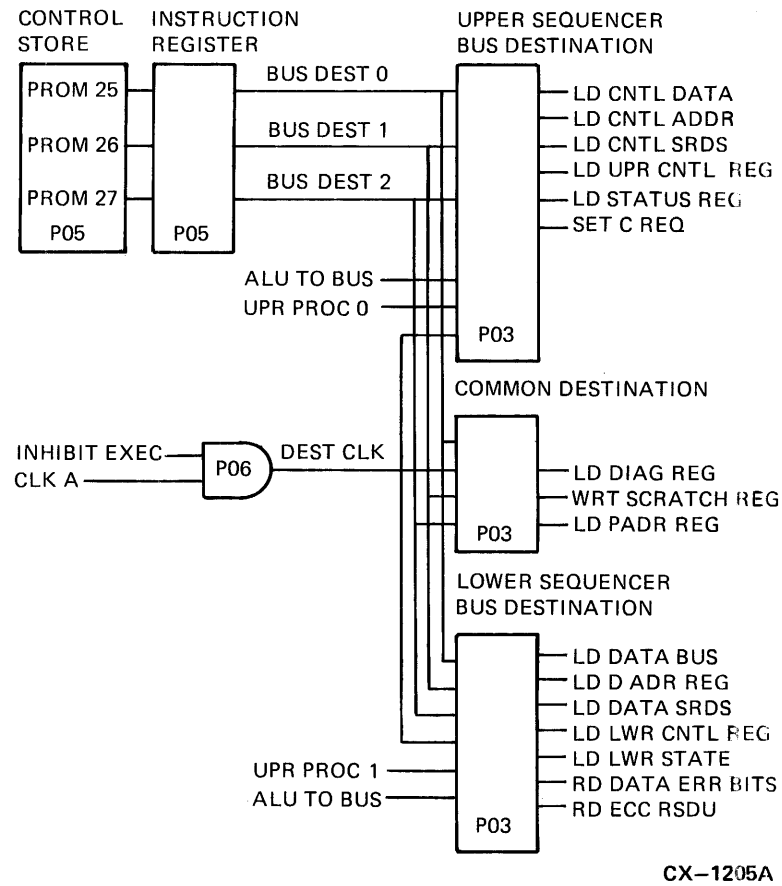 CONTROL STORE
INSTRUCTION REGISTER
UPPER SEQUENCER BUS DESTINATION
PROM 25
PROM 26
PROM 27
P05
P05
BUS DEST 0
BUS DEST 1
BUS DEST 2
ALU TO BUS
UPR PROC 0
P03
LD CNTL DATA
LD CNTL ADDR
LD CNTL SRDS
LD UPR CNTL REG
LD STATUS REG
SET C REQ
COMMON DESTINATION
INHIBIT EXEC
CLK A
P06
DEST CLK
P03
LD DIAG REG
WRT SCRATCH REG
LD PADR REG
LOWER SEQUENCER
BUS DESTINATION
UPR PROC 1
ALU TO BUS
P03
LD DATA BUS
LD D ADR REG
LD DATA SRDS
LD LWR CNTL REG
LD LWR STATE
RD DATA ERR BITS
RD ECC RSDU
CX-1205A